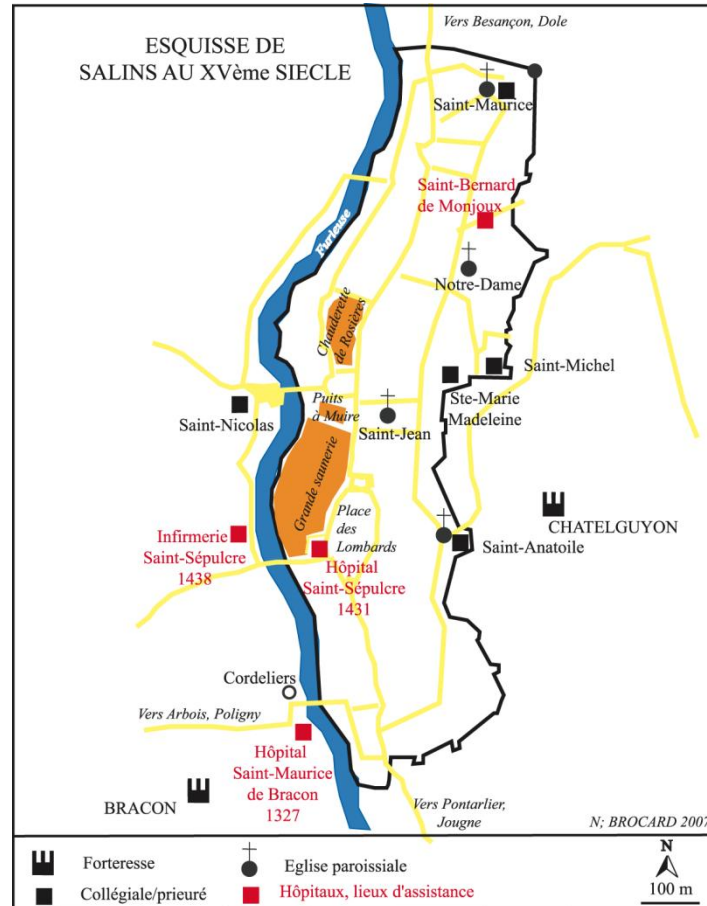 ESQUISSE DE
SALINS AU XVème SIECLE
Vers Besançon, Dole
Saint-Maurice
Saint-Bernard
de Monjoux
Furieuse
Notre-Dame
Chauderette
de Rosières
Saint-Michel
Ste-Marie
Madeleine
Puits
à Muire
Saint-Nicolas
Saint-Jean
Grande saunerie
Place
des
Lombards
CHATELGUYON
Infirmerie
Saint-Sépulcre
1438
Saint-Anatoile
Hôpital
Saint-Sépulcre
1431
Cordeliers
Vers Arbois, Poligny
Hôpital
Saint-Maurice
de Bracon
1327
BRACON
Vers Pontarlier,
Jougne
N; BROCARD 2007
Forteresse
Eglise paroissiale
Collégiale/prieuré
Hôpitaux, lieux d'assistance
N
100 m